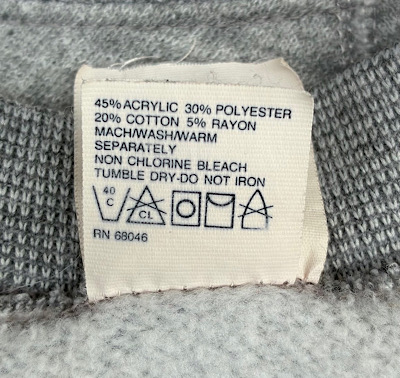 45% ACRYLIC 30% POLYESTER
20% COTTON 5% RAYON
MACH/WASH/WARM
SEPARATELY
NON CHLORINE BLEACH
TUMBLE DRY-DO NOT IRON
40
C CL
RN 68046